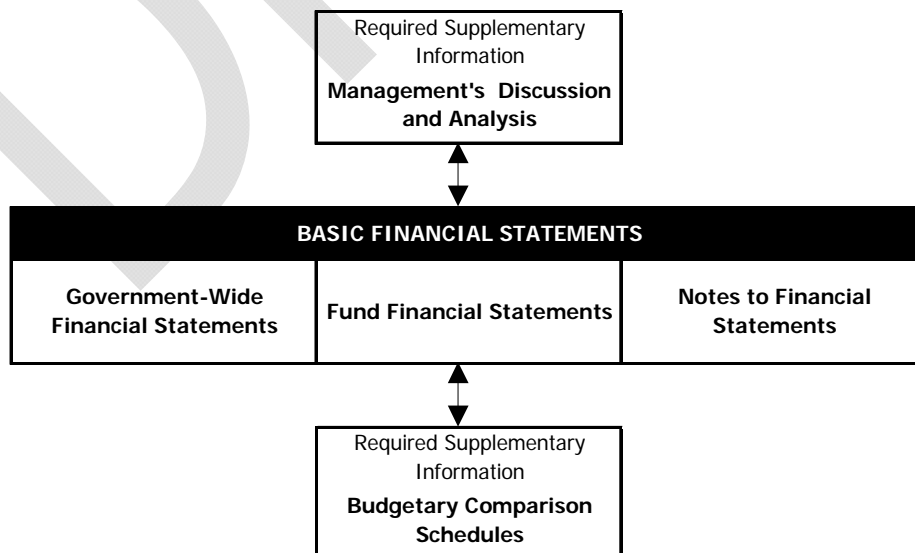 Required Supplementary
Information
Management's Discussion
and Analysis
BASIC FINANCIAL STATEMENTS
Government-Wide
Financial Statements
Fund Financial Statements
Notes to Financial
Statements
Required Supplementary
Information
Budgetary Comparison
Schedules